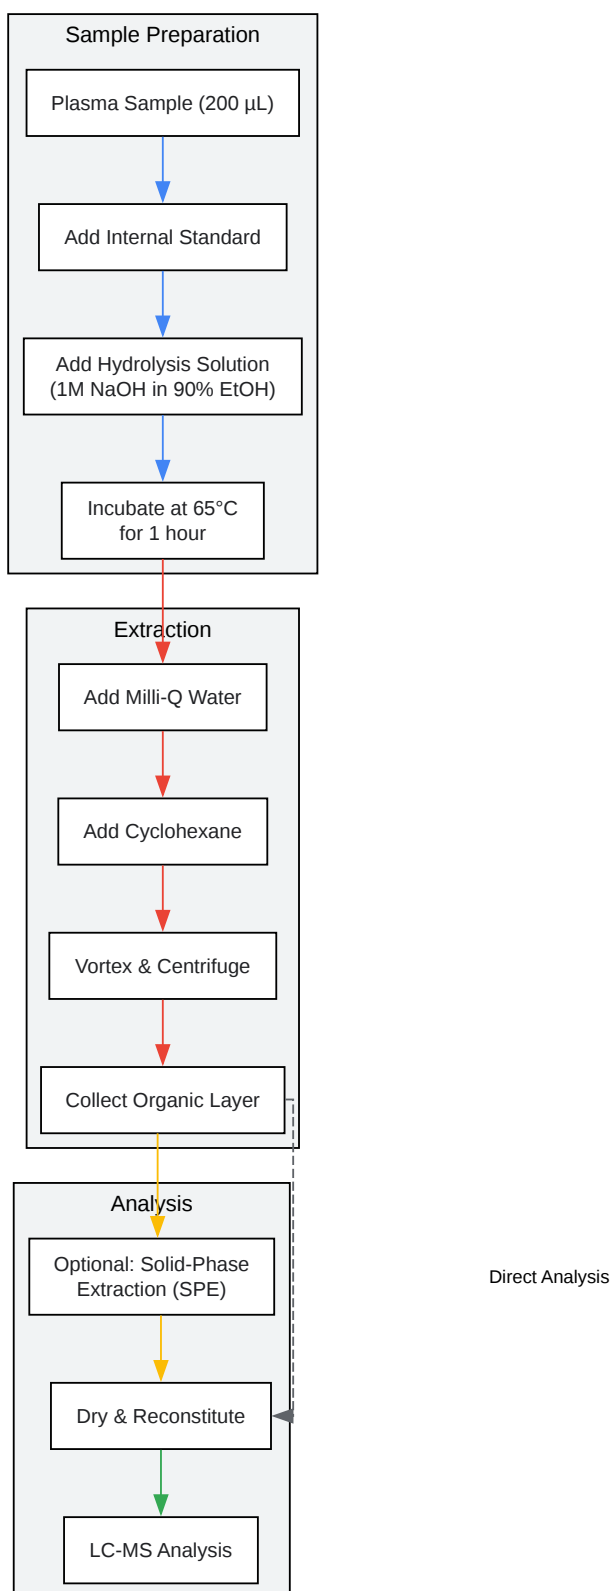 Sample Preparation
Plasma Sample (200 µL)
Add Internal Standard
Add Hydrolysis Solution
(1M NaOH in 90% EtOH)
Incubate at 65°C
for 1 hour
Extraction
Add Milli-Q Water
Add Cyclohexane
Vortex & Centrifuge
Collect Organic Layer
Analysis
Optional: Solid-Phase
Extraction (SPE)
Direct Analysis
Dry & Reconstitute
LC-MS Analysis